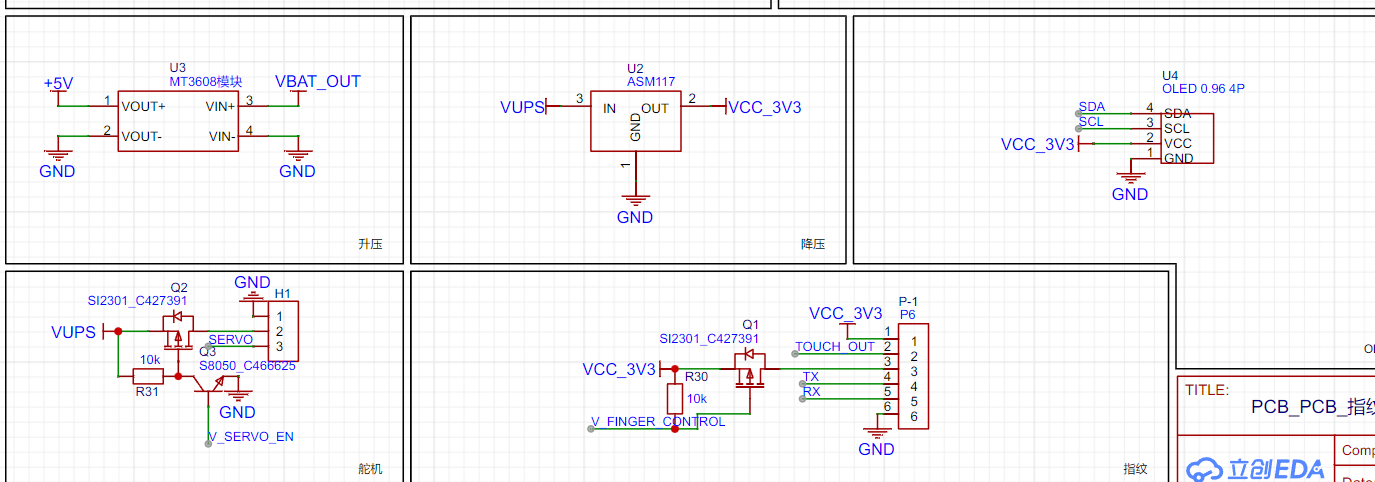 U3
MT3608模块
+5V
VBAT_OUT
1
VOUT+
VIN+
3
2
VOUT-
VIN-
4
GND
GND
升压
U2
ASM117
VUPS
3
IN
OUT
2
VCC_3V3
GND
1
GND
降压
U4
OLED 0.96 4P
SDA
4
SDA
SCL
3
SCL
VCC_3V3
2
VCC
1
GND
GND
GND
Q2
H1
SI2301_C427391
1
VUPS
2
SERVO
3
Q3
10k
S8050_C466625
R31
GND
V_SERVO_EN
舵机
P-1
P6
VCC_3V3
Q1
SI2301_C427391
1
1
TOUCH_OUT
2
2
VCC_3V3
3
3
R30
TX
4
4
10k
RX
5
5
6
6
V_FINGER_CONTROL
GND
指纹
TITLE:
PCB_PCB_指纹
立创EDA